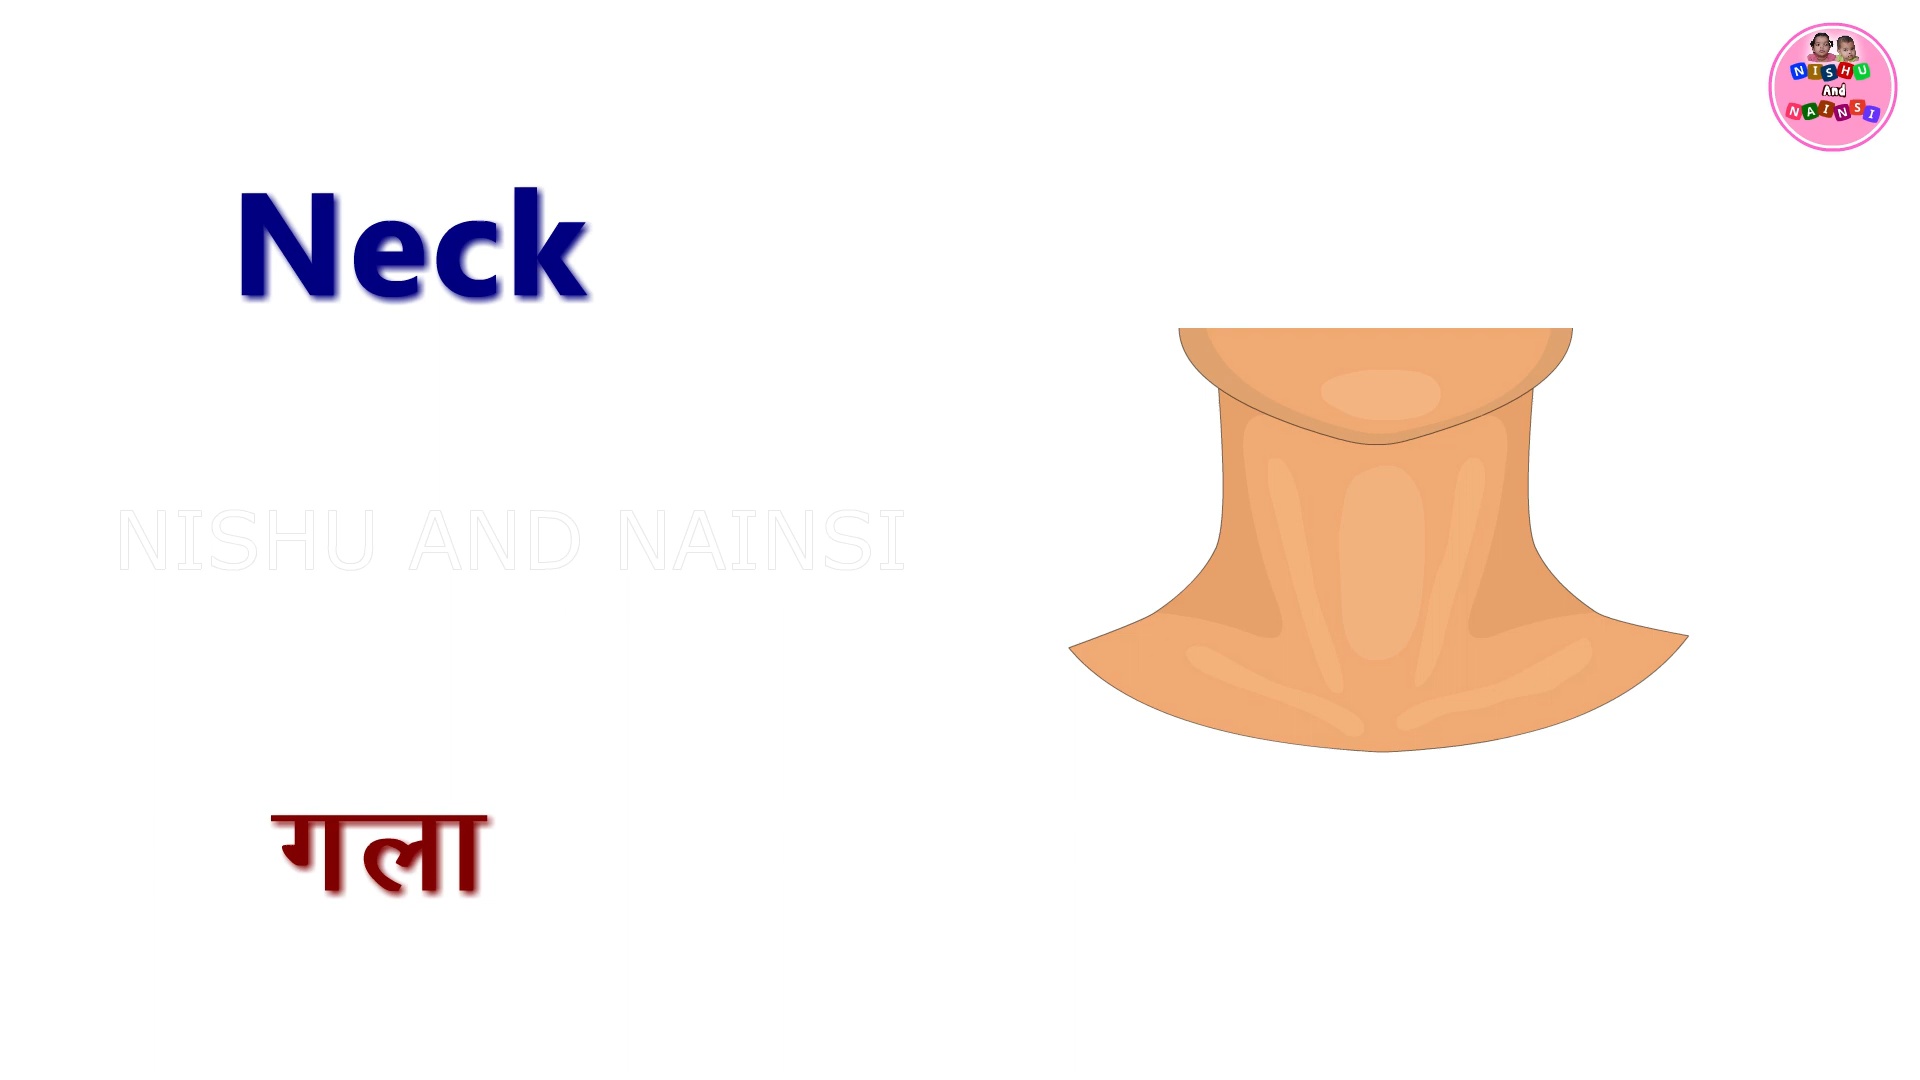 NISHU
And
NAINSI
Neck
NISHU AND NAINSI
गला